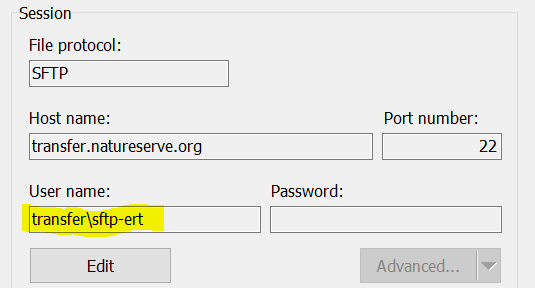 Session
File protocol:
SFTP
Host name: Port number:
transfer.natureserve.org 22
User name: Password:
transfer\sftp-ert
Edit Advanced...